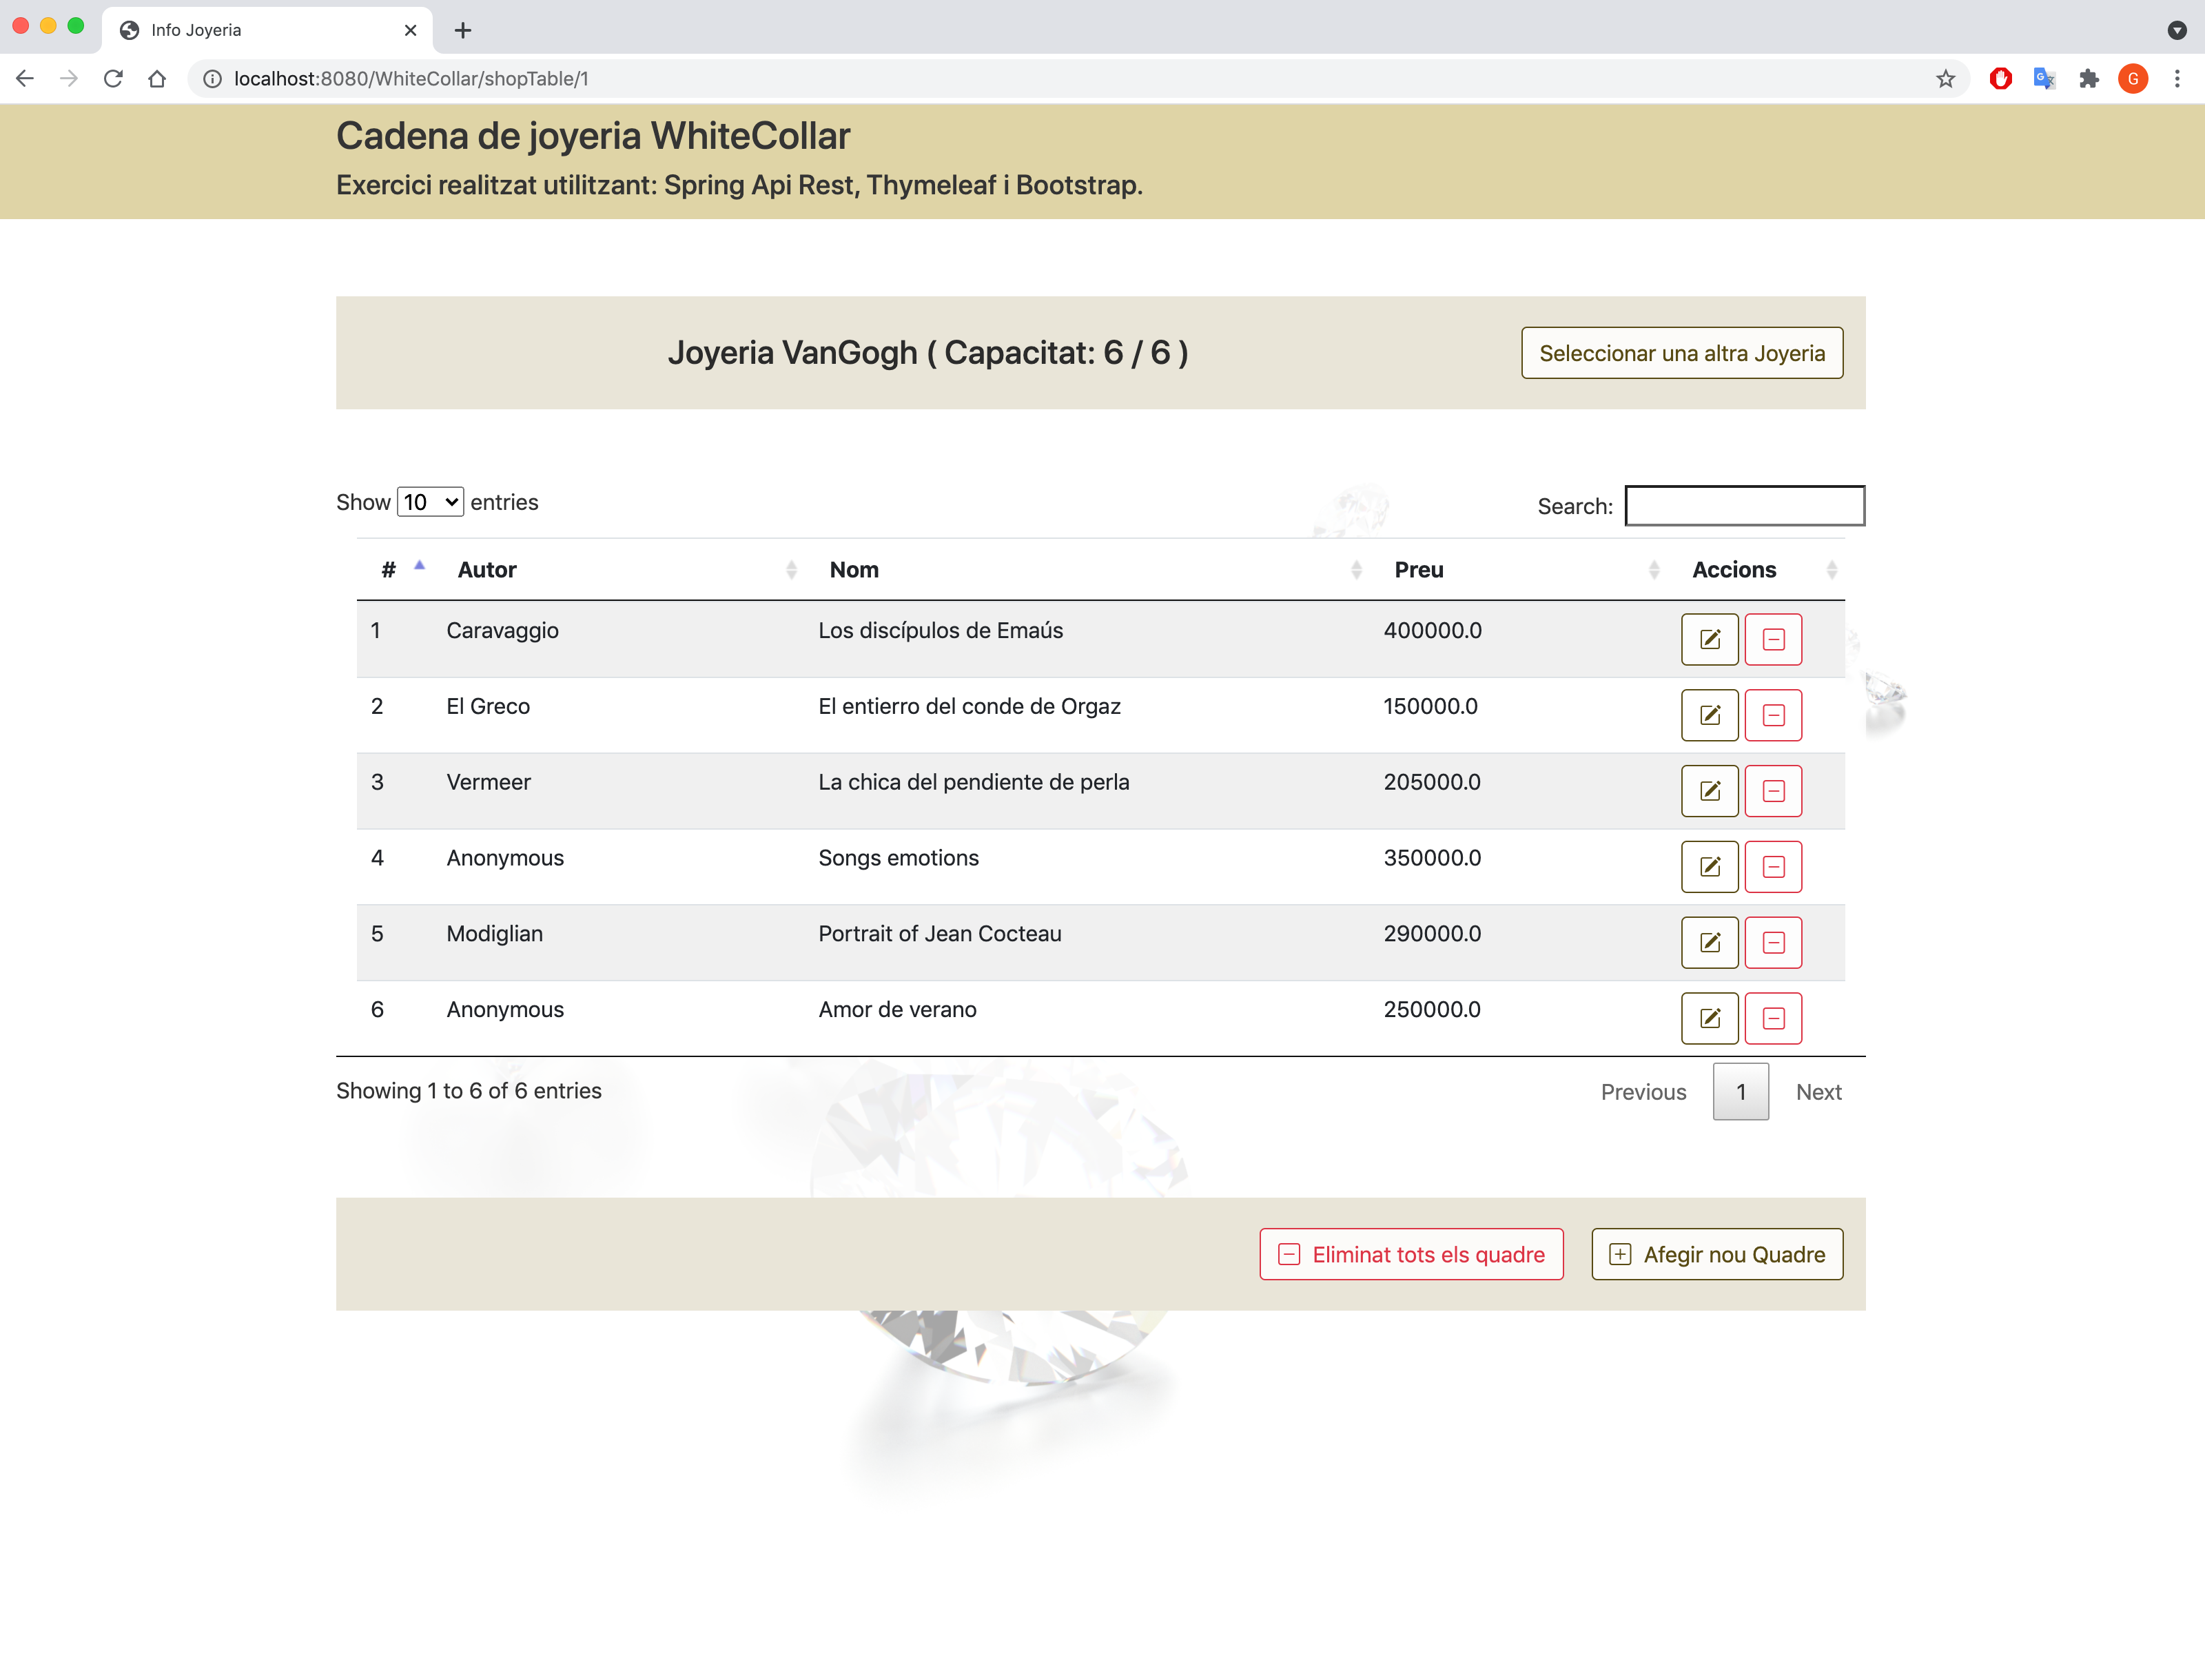 Info Joyeria
localhost:8080/WhiteCollar/shopTable/1
G
Cadena de joyeria WhiteCollar
Exercici realitzat utilitzant: Spring Api Rest, Thymeleaf i Bootstrap.
Joyeria VanGogh ( Capacitat: 6 / 6 )
Seleccionar una altra Joyeria
Show 10 entries
Search:
# Autor Nom Preu Accions
1 Caravaggio Los discípulos de Emaús 400000.0
2 El Greco El entierro del conde de Orgaz 150000.0
3 Vermeer La chica del pendiente de perla 205000.0
4 Anonymous Songs emotions 350000.0
5 Modiglian Portrait of Jean Cocteau 290000.0
6 Anonymous Amor de verano 250000.0
Showing 1 to 6 of 6 entries
Previous 1 Next
Eliminat tots els quadre
Afegir nou Quadre